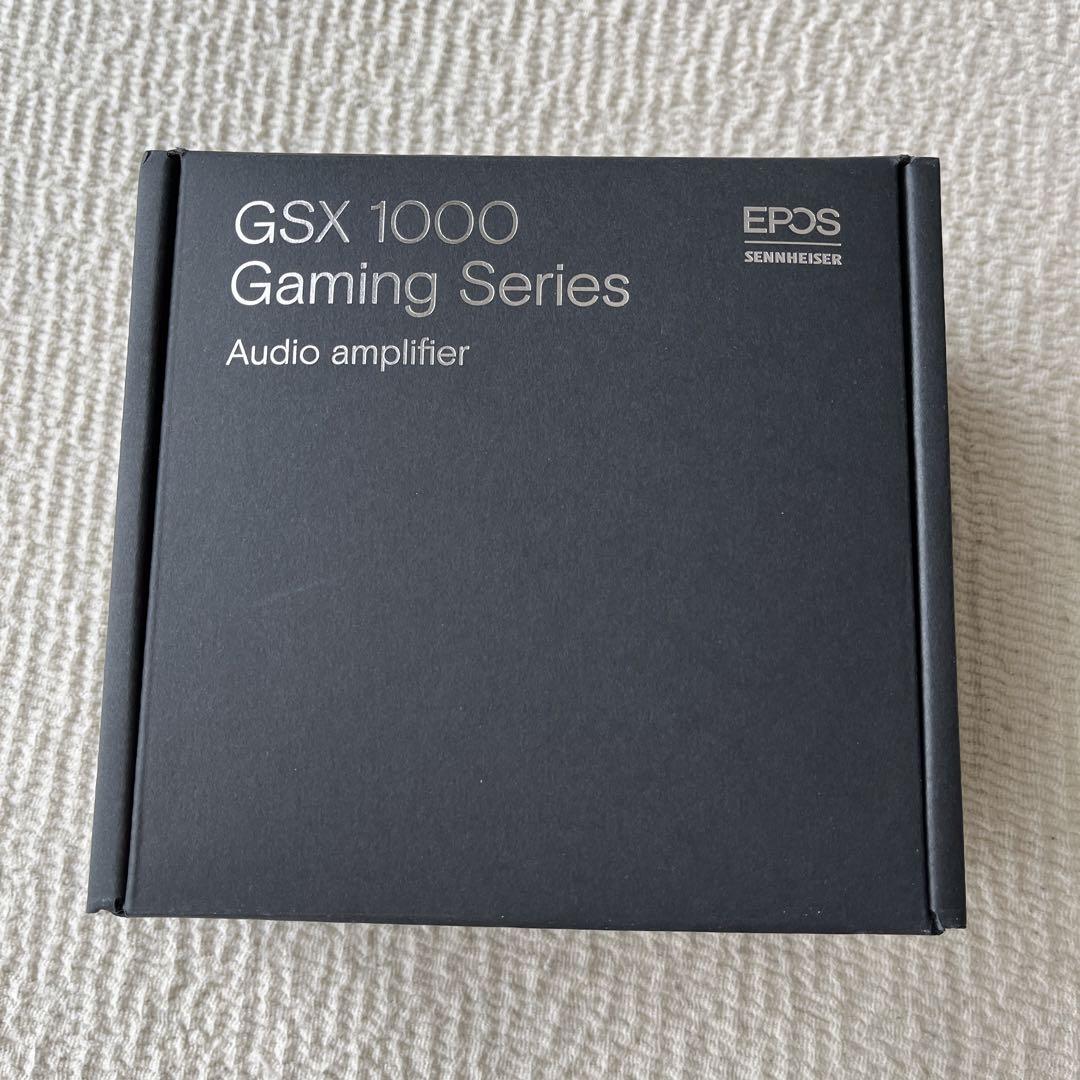 GSX 1000
Gaming Series
Audio amplifier
EPOS
SENNHEISER